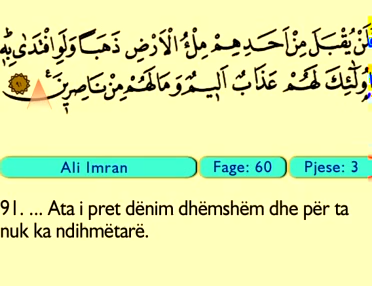 فَلَنْ يُقْبَلَ مِنْ اَحَدِهِمْ مِلْءُ الْاَرْضِ ذَهَبًا وَلَوِ افْتَدٰى بِهٖ
اُو۬لٰٓئِكَ لَهُمْ عَذَابٌ اَلٖيمٌ وَمَا لَهُمْ مِنْ نَاصِرٖينَ
Ali Imran Fage: 60 Pjese: 3
91. ... Ata i pret dënim dhëmshëm dhe për ta
nuk ka ndihmëtarë.